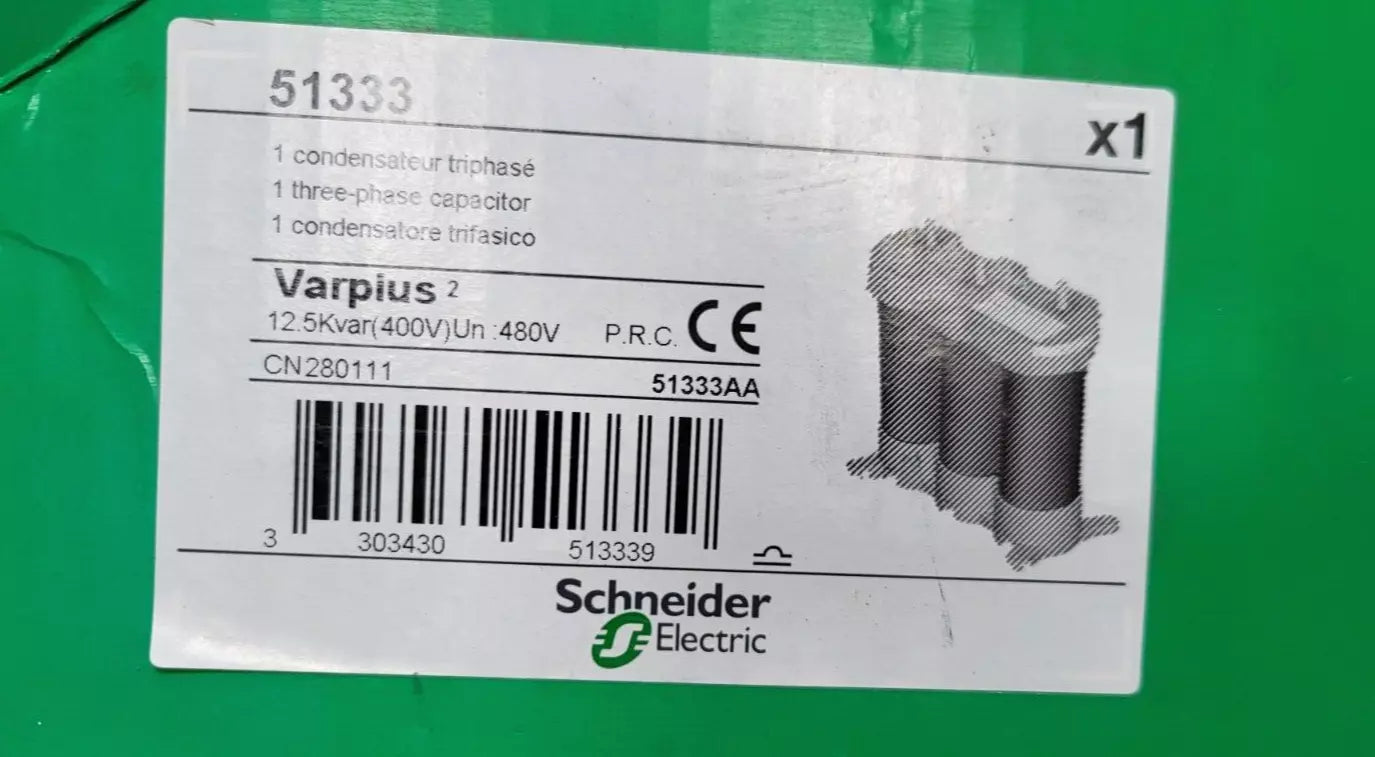 51333
x1
1 condensateur triphasé
1 three-phase capacitor
1 condensatore trifasico
Varplus 2
12.5Kvar(400V)Un :480V P.R.C. CE
CN280111 51333AA
3 303430 513339
Schneider
Electric